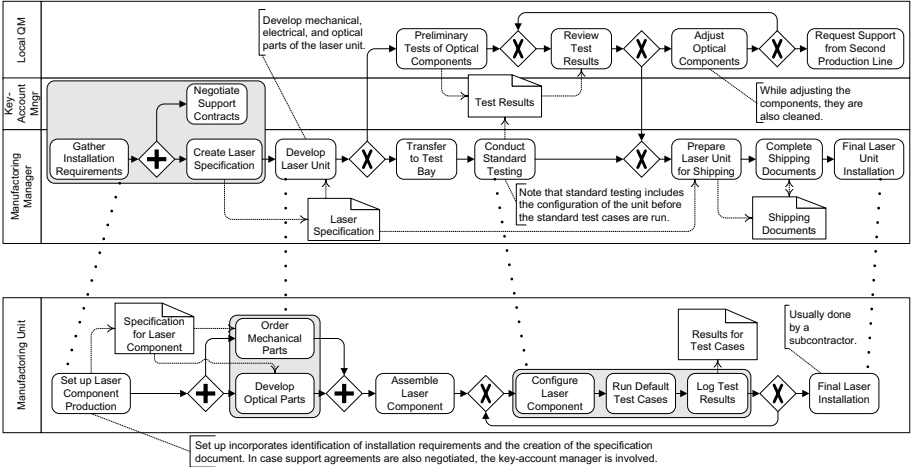 Local QM
Key-
Account
Mngr
Manufactoring
Manager
Develop mechanical,
electrical, and optical
parts of the laser unit.
Preliminary
Tests of Optical
Components
Review
Test
Results
Adjust
Optical
Components
Request Support
from Second
Production Line
Negotiate
Support
Contracts
Test Results
While adjusting the
components, they are
also cleaned.
Gather
Installation
Requirements
Create Laser
Specification
Develop
Laser Unit
Transfer
to Test
Bay
Conduct
Standard
Testing
Prepare
Laser Unit
for Shipping
Complete
Shipping
Documents
Final Laser
Unit
Installation
Laser
Specification
Note that standard testing includes
the configuration of the unit before
the standard test cases are run.
Shipping
Documents
Manufactoring Unit
Specification
for Laser
Component
Order
Mechanical
Parts
Results for
Test Cases
Usually done
by a
subcontractor.
Set up Laser
Component
Production
Develop
Optical Parts
Assemble
Laser
Component
Configure
Laser
Component
Run Default
Test Cases
Log Test
Results
Final Laser
Installation
Set up incorporates identification of installation requirements and the creation of the specification
document. In case support agreements are also negotiated, the key-account manager is involved.